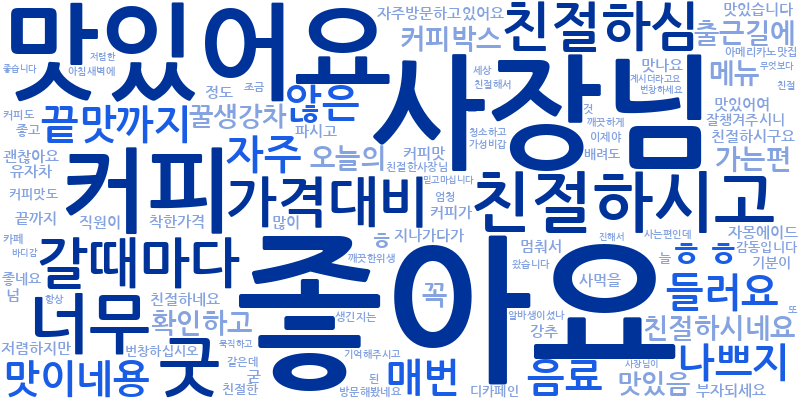 맛있어요
자주방문하고있어요
친절하심
맛있습니다
저렴한
좋습니다
아침새벽에
커피박스
출근길에
아메리카노맛집
무엇보다
사장님
세상
친절해서
맛나요
계시더라고요
번창하세요
메뉴
친절
정도
조금
않은
꿀생강차
끝맛까지
커피도
좋고
파시고
것
깨끗하게
청소하고
가성비갑
이제야
배려도
맛있어여
잘챙겨주시니
친절하시구요
가는편
괜찮아요
유자차
커피
자주
오늘의
커피맛
친절한사장님
믿고마십니다
커피맛도
가격대비
엄청
커피가
친절하시고
끝까지
직원이
착한가격
많이
카페
바디감
갈때마다
ㅎ
지나가다가
멈춰서
진해서
사는편인데
자몽에이드
ㅎㅎ
감동입니다
기분이
늘
왔습니다
좋네요
님
항상
너무
친절하네요
확인하고
깨끗한위생
좋아요
꼭
사먹을
들러요
또
생긴지는
알바생이셨나
강추
친절하시네요
저렴하지만
번창하십시오
묵직하고
기억해주시고
맛이네용
굿
같은데
곧
친절한
된
방문해봤네요
매번
디카페인
음료
사장님이
맛있음
나쁘지
부자되세요